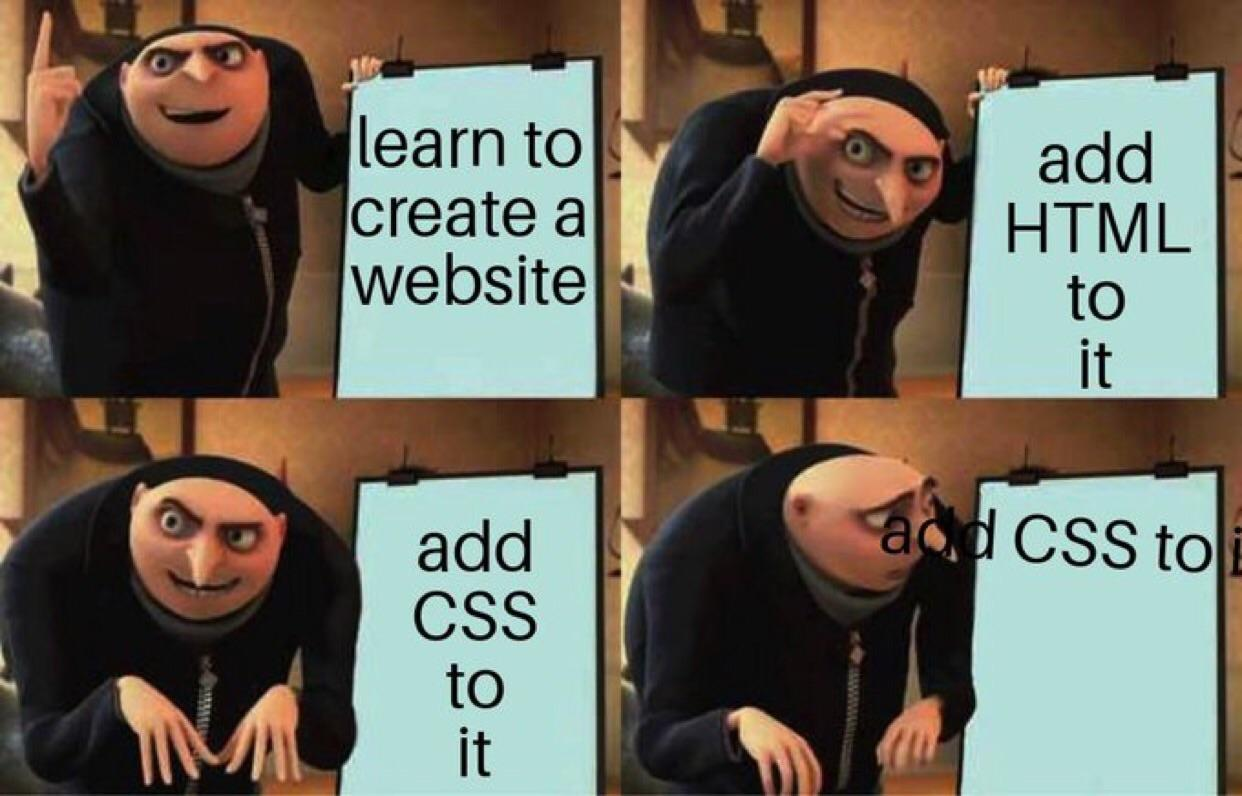 learn to
create a
website
add
HTML
to
it
add
CSS
to
it
add CSS to